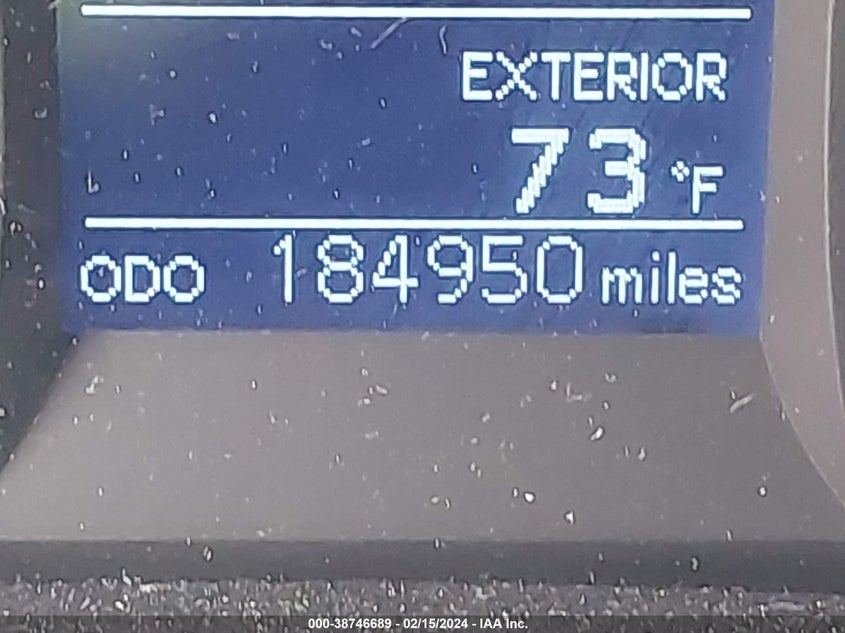 EXTERIOR
73 °F
ODO 184950 miles
000-38746689 - 02/15/2024 - IAA Inc.